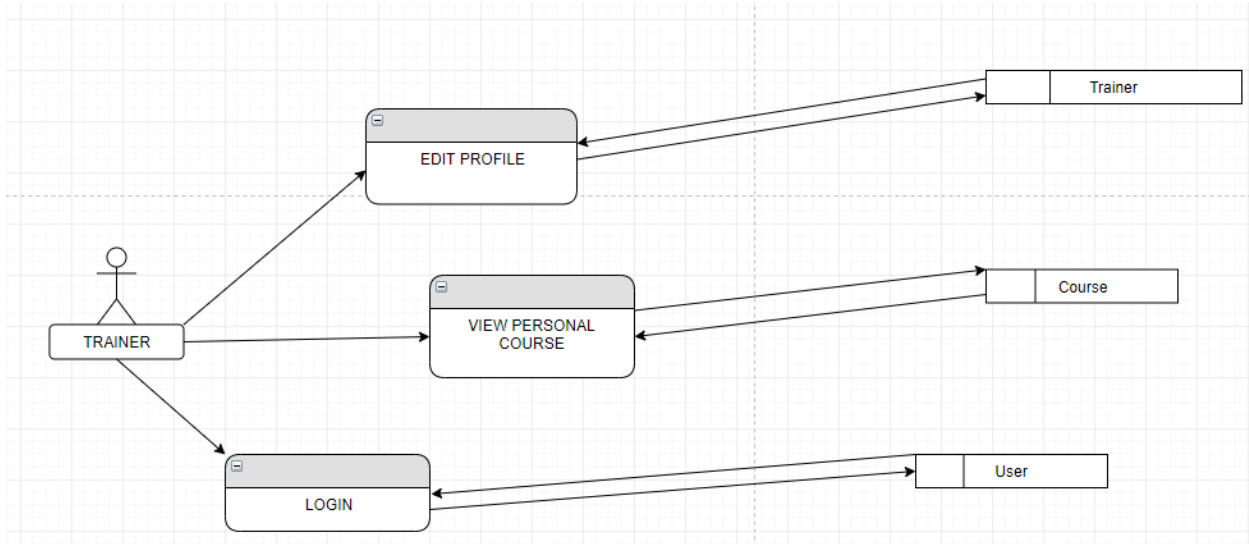 Trainer
EDIT PROFILE
TRAINER
VIEW PERSONAL
COURSE
Course
LOGIN
User